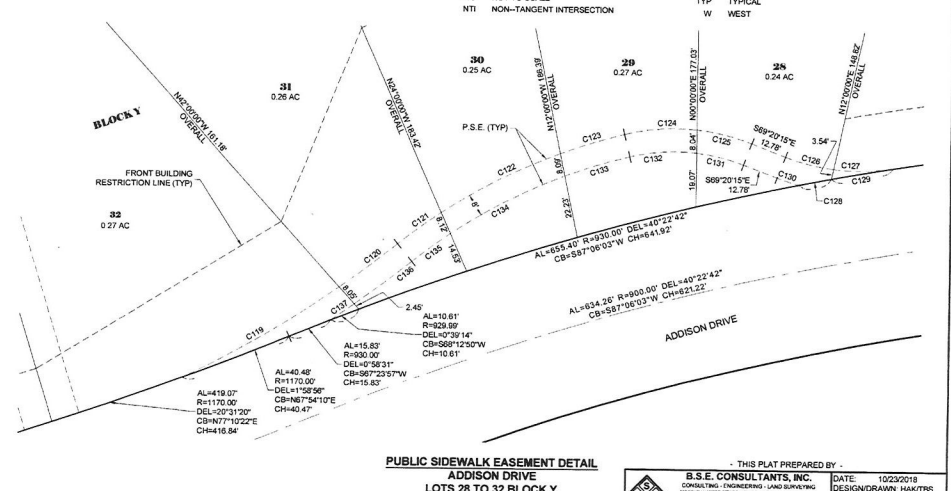 NTI NON--TANGENT INTERSECTION
TYP TYPICAL
W WEST
BLOCK Y
N42°00'00"W 161.18'
OVERALL
31
0.26 AC
N24°00'00"W 183.42'
OVERALL
30
0.25 AC
N12°00'00"W 186.39'
OVERALL
29
0.27 AC
N00°00'00"E 177.03'
OVERALL
28
0.24 AC
N12°00'00"E 148.62'
OVERALL
P.S.E. (TYP)
FRONT BUILDING
RESTRICTION LINE (TYP)
32
0.27 AC
C119
C120
C121
C122
C123
C124
C125
S69°20'15"E
12.78'
C126
3.54'
C127
C128
C129
C130
S69°20'15"E
12.78'
C131
C132
C133
C134
C135
C136
C137
8.05'
8.12'
14.53'
8'
8.09'
22.23'
8.04'
19.07'
2.45'
AL=655.40' R=930.00' DEL=40°22'42"
CB=S87°06'03"W CH=641.92'
AL=634.26' R=900.00' DEL=40°22'42"
CB=S87°06'03"W CH=621.22'
ADDISON DRIVE
AL=10.61'
R=929.99'
DEL=0°39'14"
CB=S68°12'50"W
CH=10.61'
AL=15.83'
R=930.00'
DEL=0°58'31"
CB=S67°23'57"W
CH=15.83'
AL=40.48'
R=1170.00'
DEL=1°58'56"
CB=N67°54'10"E
CH=40.47'
AL=419.07'
R=1170.00'
DEL=20°31'20"
CB=N77°10'22"E
CH=416.84'
PUBLIC SIDEWALK EASEMENT DETAIL
ADDISON DRIVE
LOTS 28 TO 32 BLOCK Y
- THIS PLAT PREPARED BY -
B.S.E. CONSULTANTS, INC.
CONSULTING - ENGINEERING - LAND SURVEYING
DATE: 10/23/2018
DESIGN/DRAWN: HAK/TBS